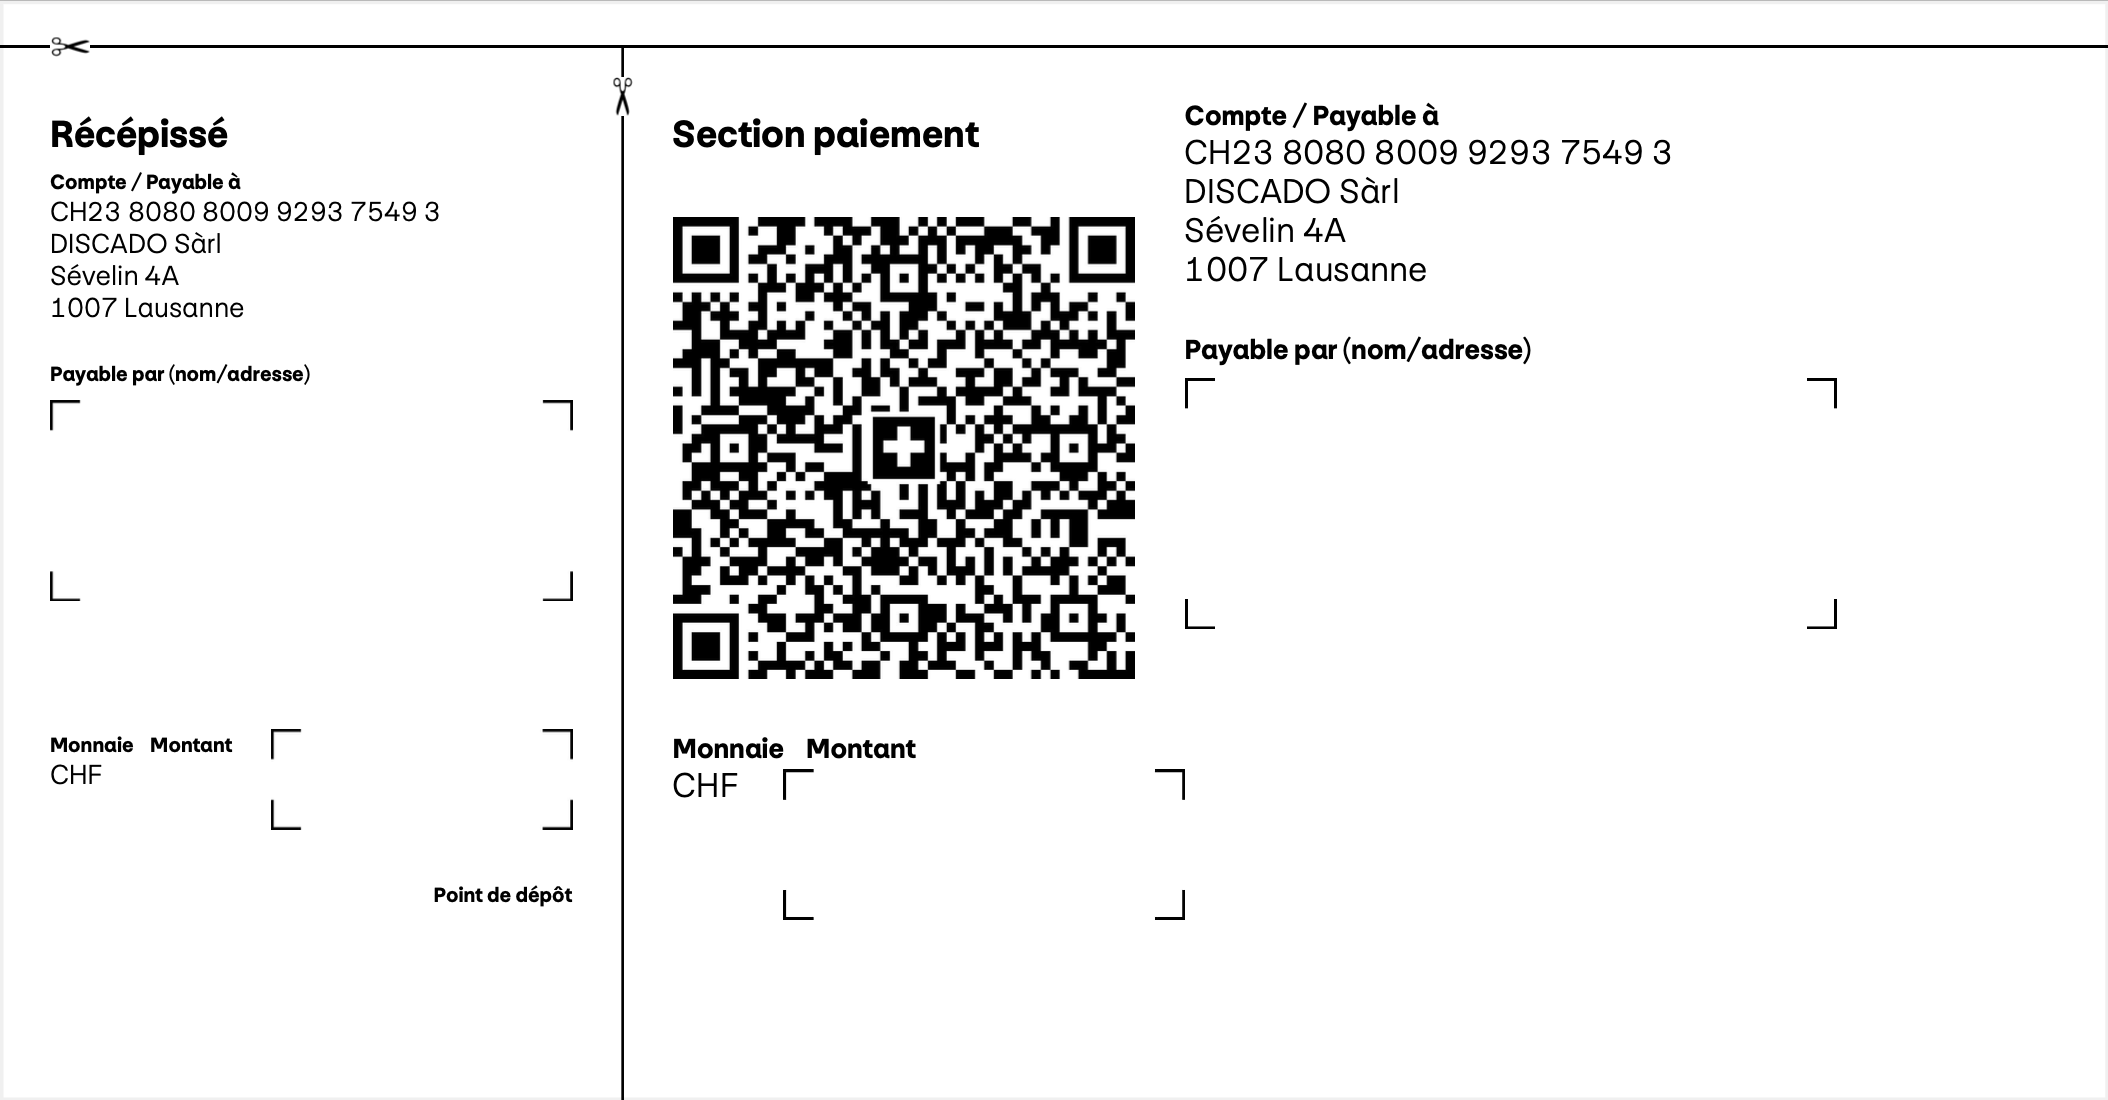 Récépissé
Compte / Payable à
CH23 8080 8009 9293 7549 3
DISCADO Sàrl
Sévelin 4A
1007 Lausanne
Payable par (nom/adresse)
Monnaie Montant
CHF
Point de dépôt
Section paiement
Monnaie Montant
CHF
Compte / Payable à
CH23 8080 8009 9293 7549 3
DISCADO Sàrl
Sévelin 4A
1007 Lausanne
Payable par (nom/adresse)